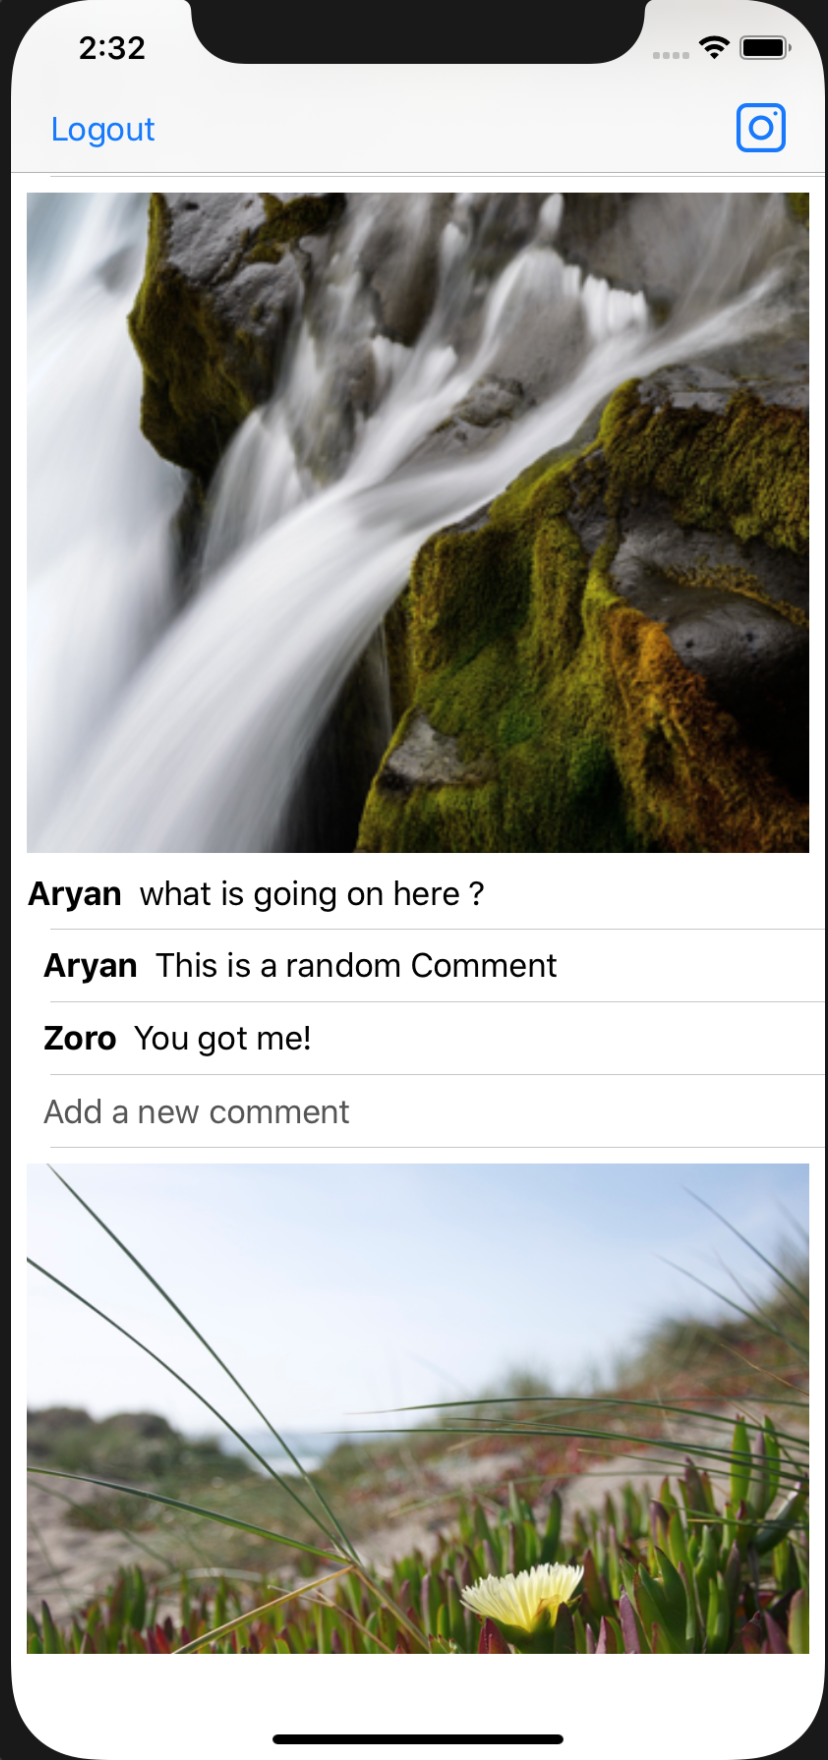 2:32
Logout
Aryan what is going on here ?
Aryan This is a random Comment
Zoro You got me!
Add a new comment